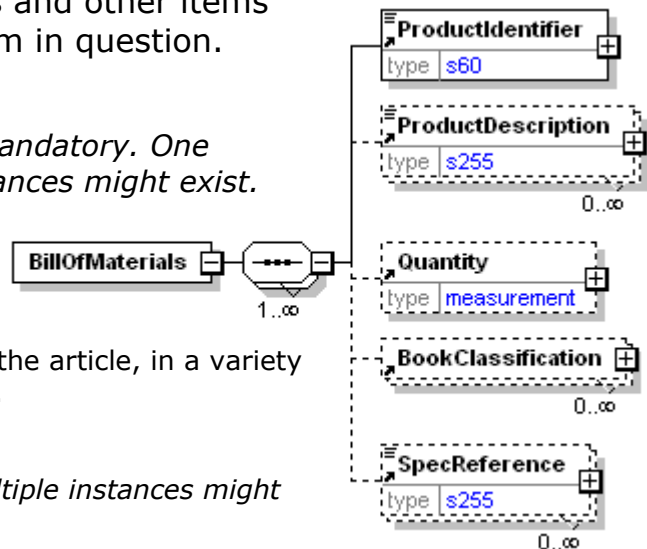 s and other items
m in question.
andatory. One
ances might exist.
the article, in a variety
ltiple instances might
BillOfMaterials
1..∞
ProductIdentifier
type s60
ProductDescription
type s255
0..∞
Quantity
type measurement
BookClassification
0..∞
SpecReference
type s255
0..∞